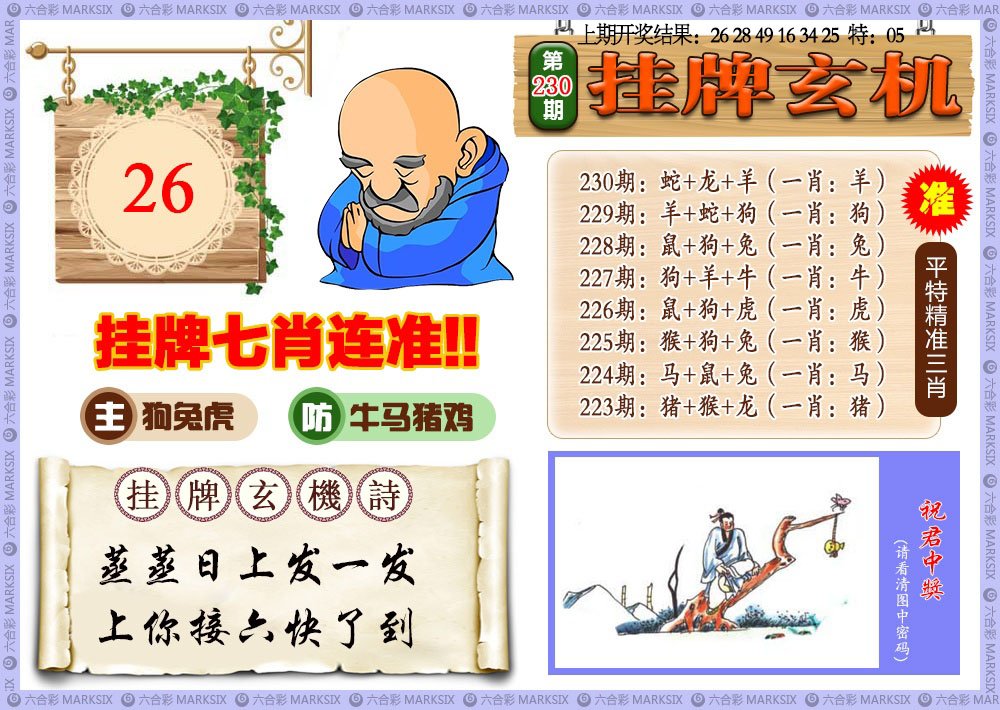 上期开奖结果：26 28 49 16 34 25 特：05
第230期
挂牌玄机
26
挂牌七肖连准!!
主 狗兔虎
防 牛马猪鸡
挂牌玄機詩
蒸蒸日上发一发
上你接六快了到
230期：蛇+龙+羊（一肖：羊）
229期：羊+蛇+狗（一肖：狗）
228期：鼠+狗+兔（一肖：兔）
227期：狗+羊+牛（一肖：牛）
226期：鼠+狗+虎（一肖：虎）
225期：猴+狗+兔（一肖：猴）
224期：马+鼠+兔（一肖：马）
223期：猪+猴+龙（一肖：猪）
准
平特精准三肖
祝君中獎
（请看清图中密码）
六合彩 MARKSIX